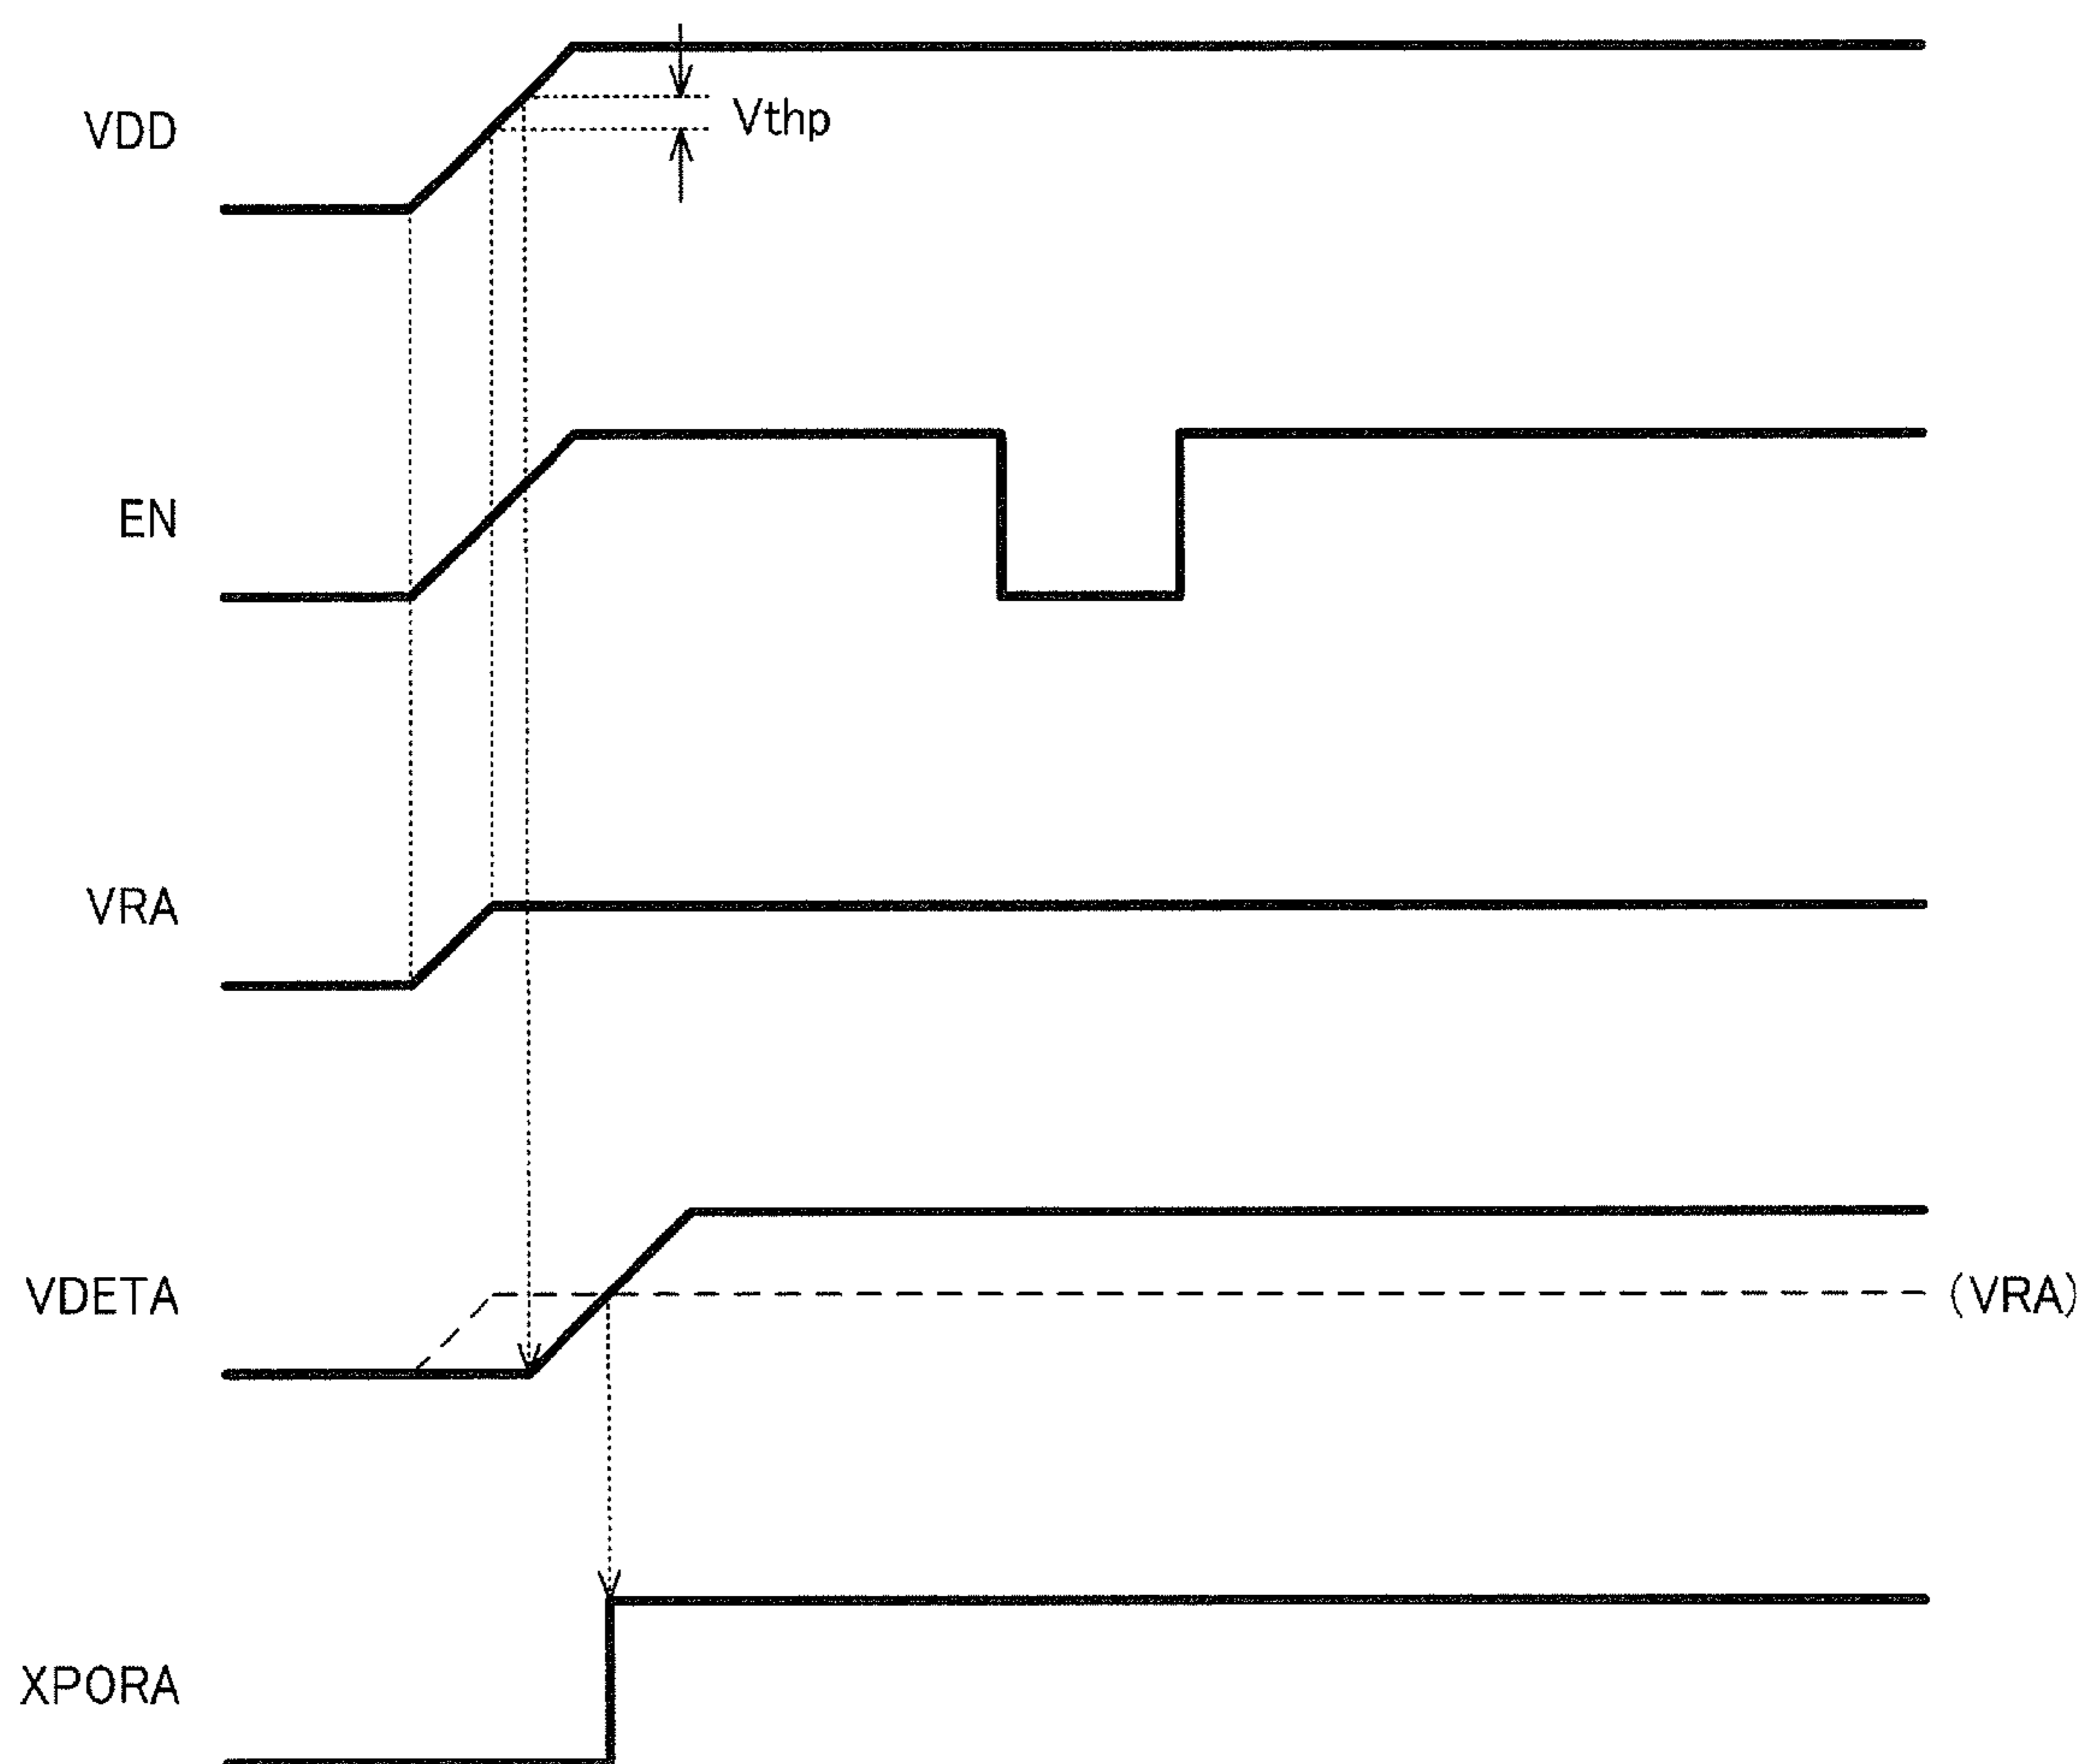 VDD
Vthp
EN
VRA
VDETA
(VRA)
XPORA